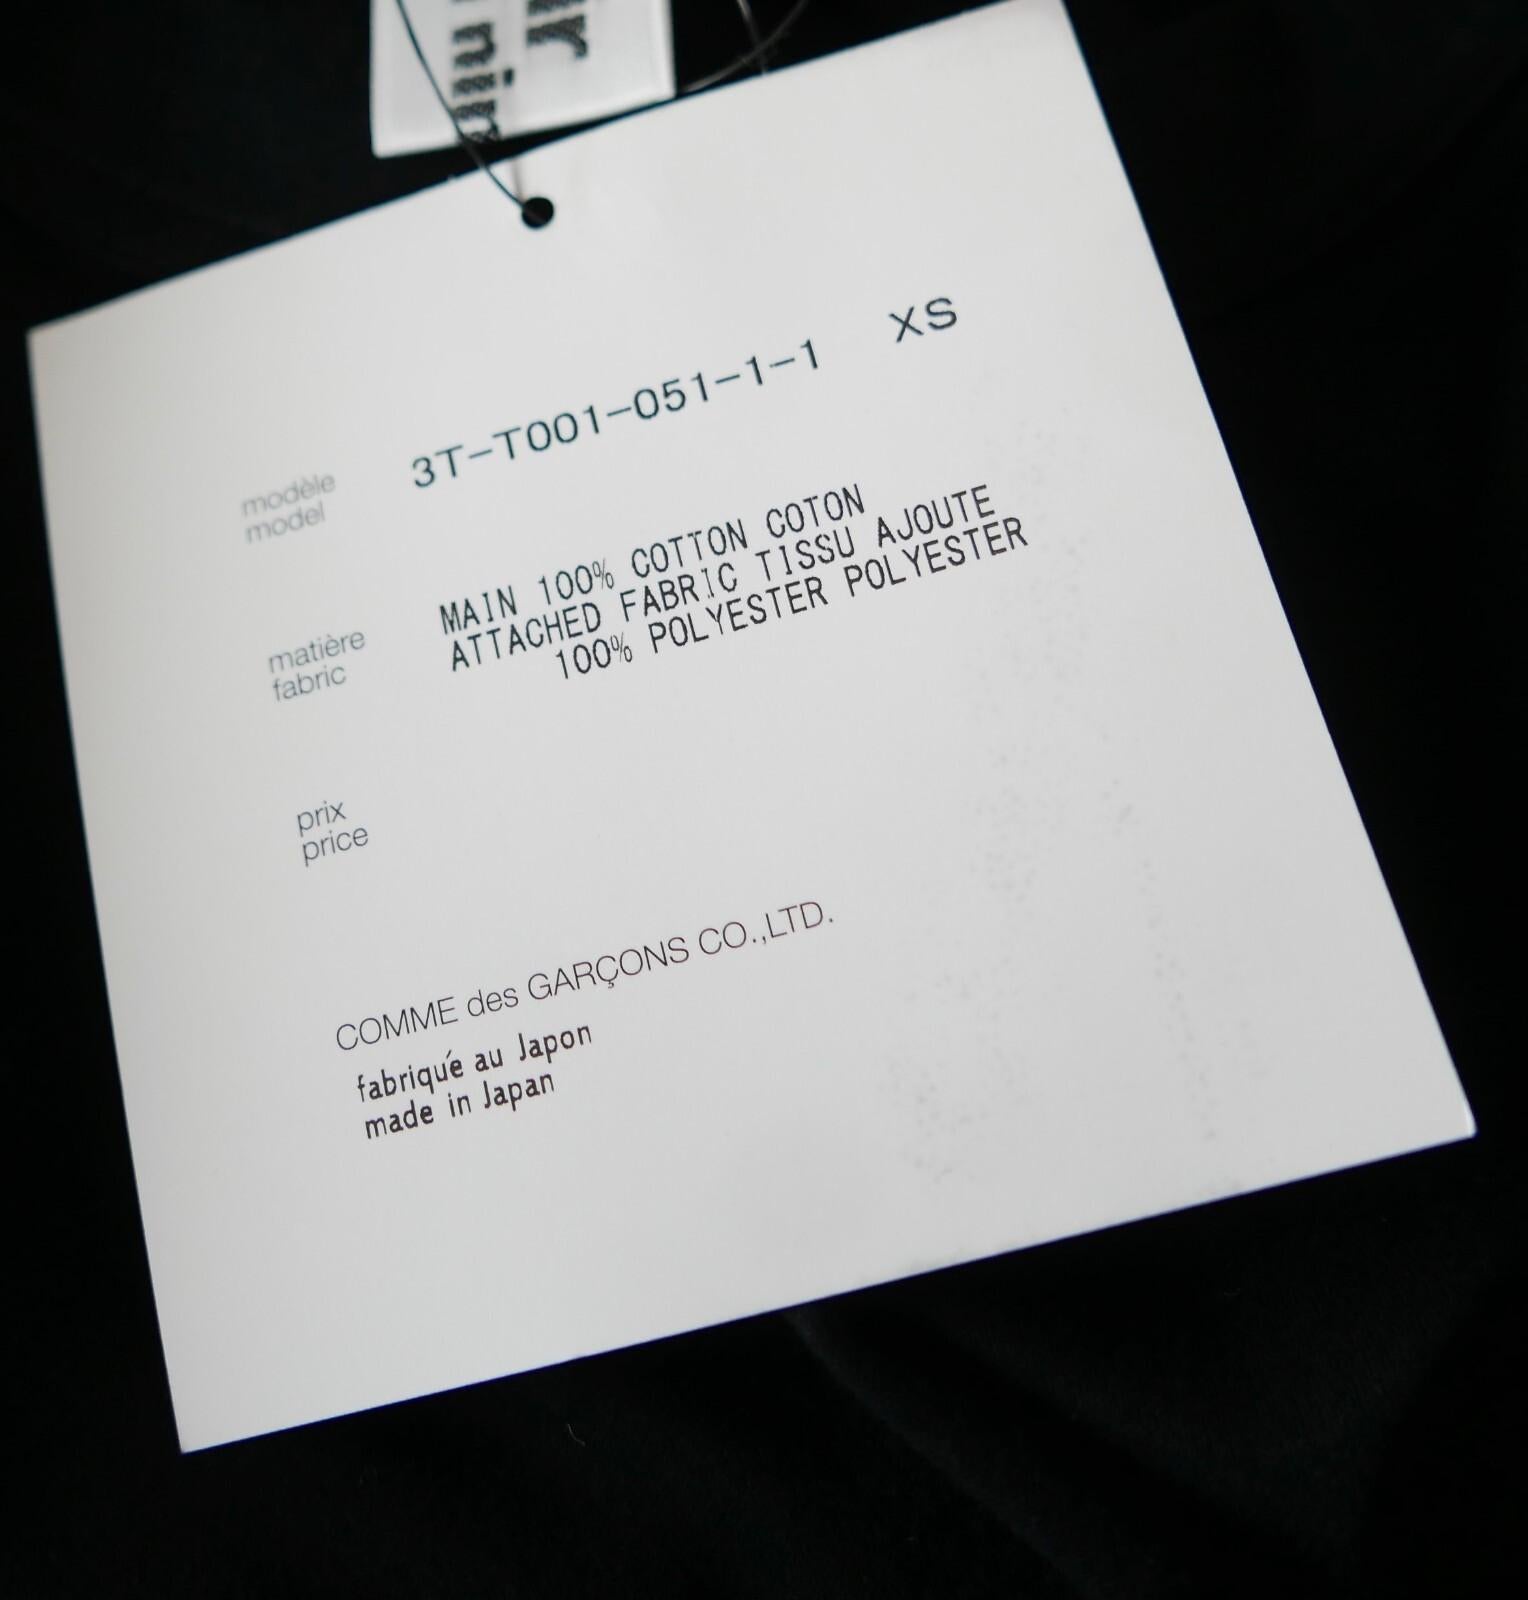 modèle
model
3T-T001-051-1-1 XS
matière
fabric
MAIN 100% COTTON COTON
ATTACHED FABRIC TISSU AJOUTE
100% POLYESTER POLYESTER
prix
price
COMME des GARÇONS CO.,LTD.
fabriqué au Japon
made in Japan